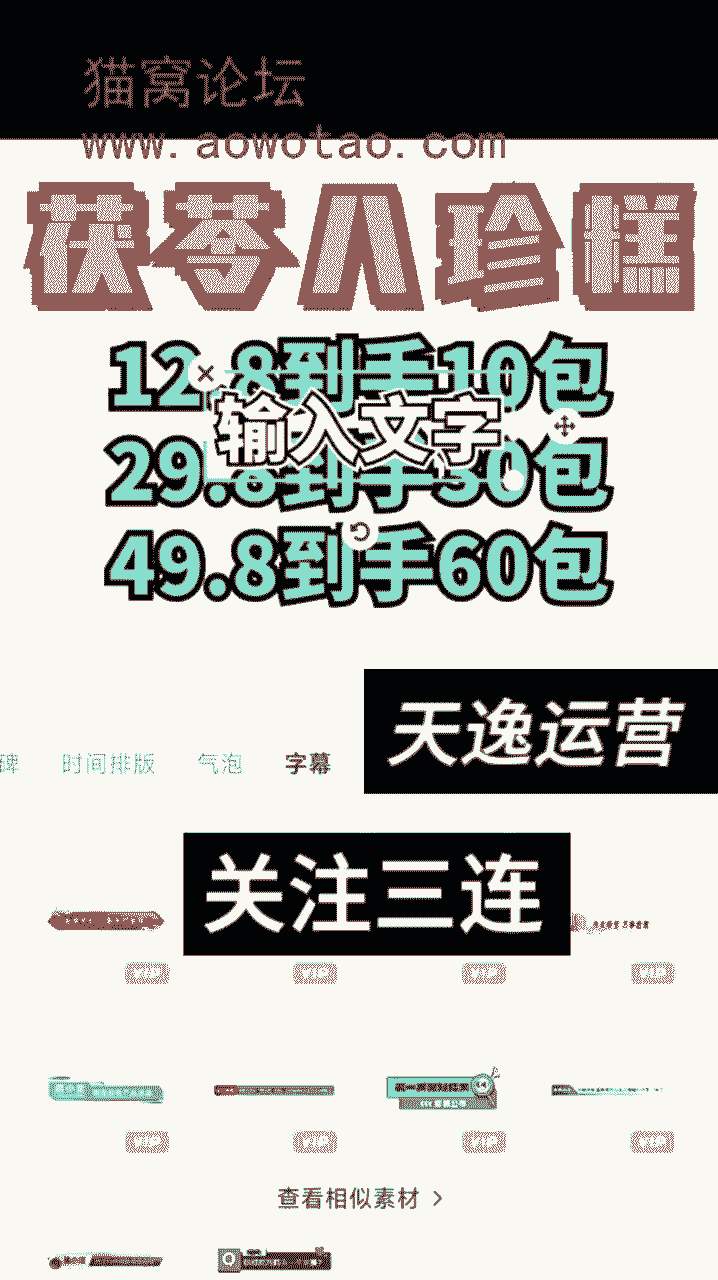 猫窝论坛
www.aowotao.com
茯苓八珍糕
12.8到手10包
输入文字
29.8到手30包
49.8到手60包
天逸运营
碑 时间排版 气泡 字幕
关注三连
VIP VIP VIP VIP
VIP VIP VIP VIP
查看相似素材 >